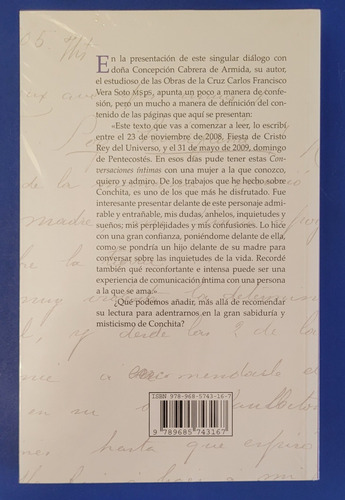 En la presentación de este singular diálogo con
doña Concepción Cabrera de Armida, su autor,
el estudioso de las Obras de la Cruz Carlos Francisco
Vera Soto MSPS, apunta un poco a manera de confe-
sión, pero un mucho a manera de definición del con-
tenido de las páginas que aquí se presentan:
«Este texto que vas a comenzar a leer, lo escribí
entre el 23 de noviembre de 2008, Fiesta de Cristo
Rey del Universo, y el 31 de mayo de 2009, domingo
de Pentecostés. En esos días pude tener estas Con-
versaciones íntimas con una mujer a la que conozco,
quiero y admiro. De los trabajos que he hecho sobre
Conchita, es uno de los que más he disfrutado. Fue
interesante presentar delante de este personaje admi-
rable y entrañable, mis dudas, anhelos, inquietudes y
sueños; mis perplejidades y mis confusiones. Lo hice
con una gran confianza, poniéndome delante de ella,
como se pondría un hijo delante de su madre para
conversar sobre las inquietudes de la vida. Recordé
también qué reconfortante e intensa puede ser una
experiencia de comunicación íntima con una persona
a la que se ama.»
¿Qué podemos añadir, más allá de recomendar
su lectura para adentrarnos en la gran sabiduría y
misticismo de Conchita?
ISBN 978-968-5743-16-7
9 789685 743167